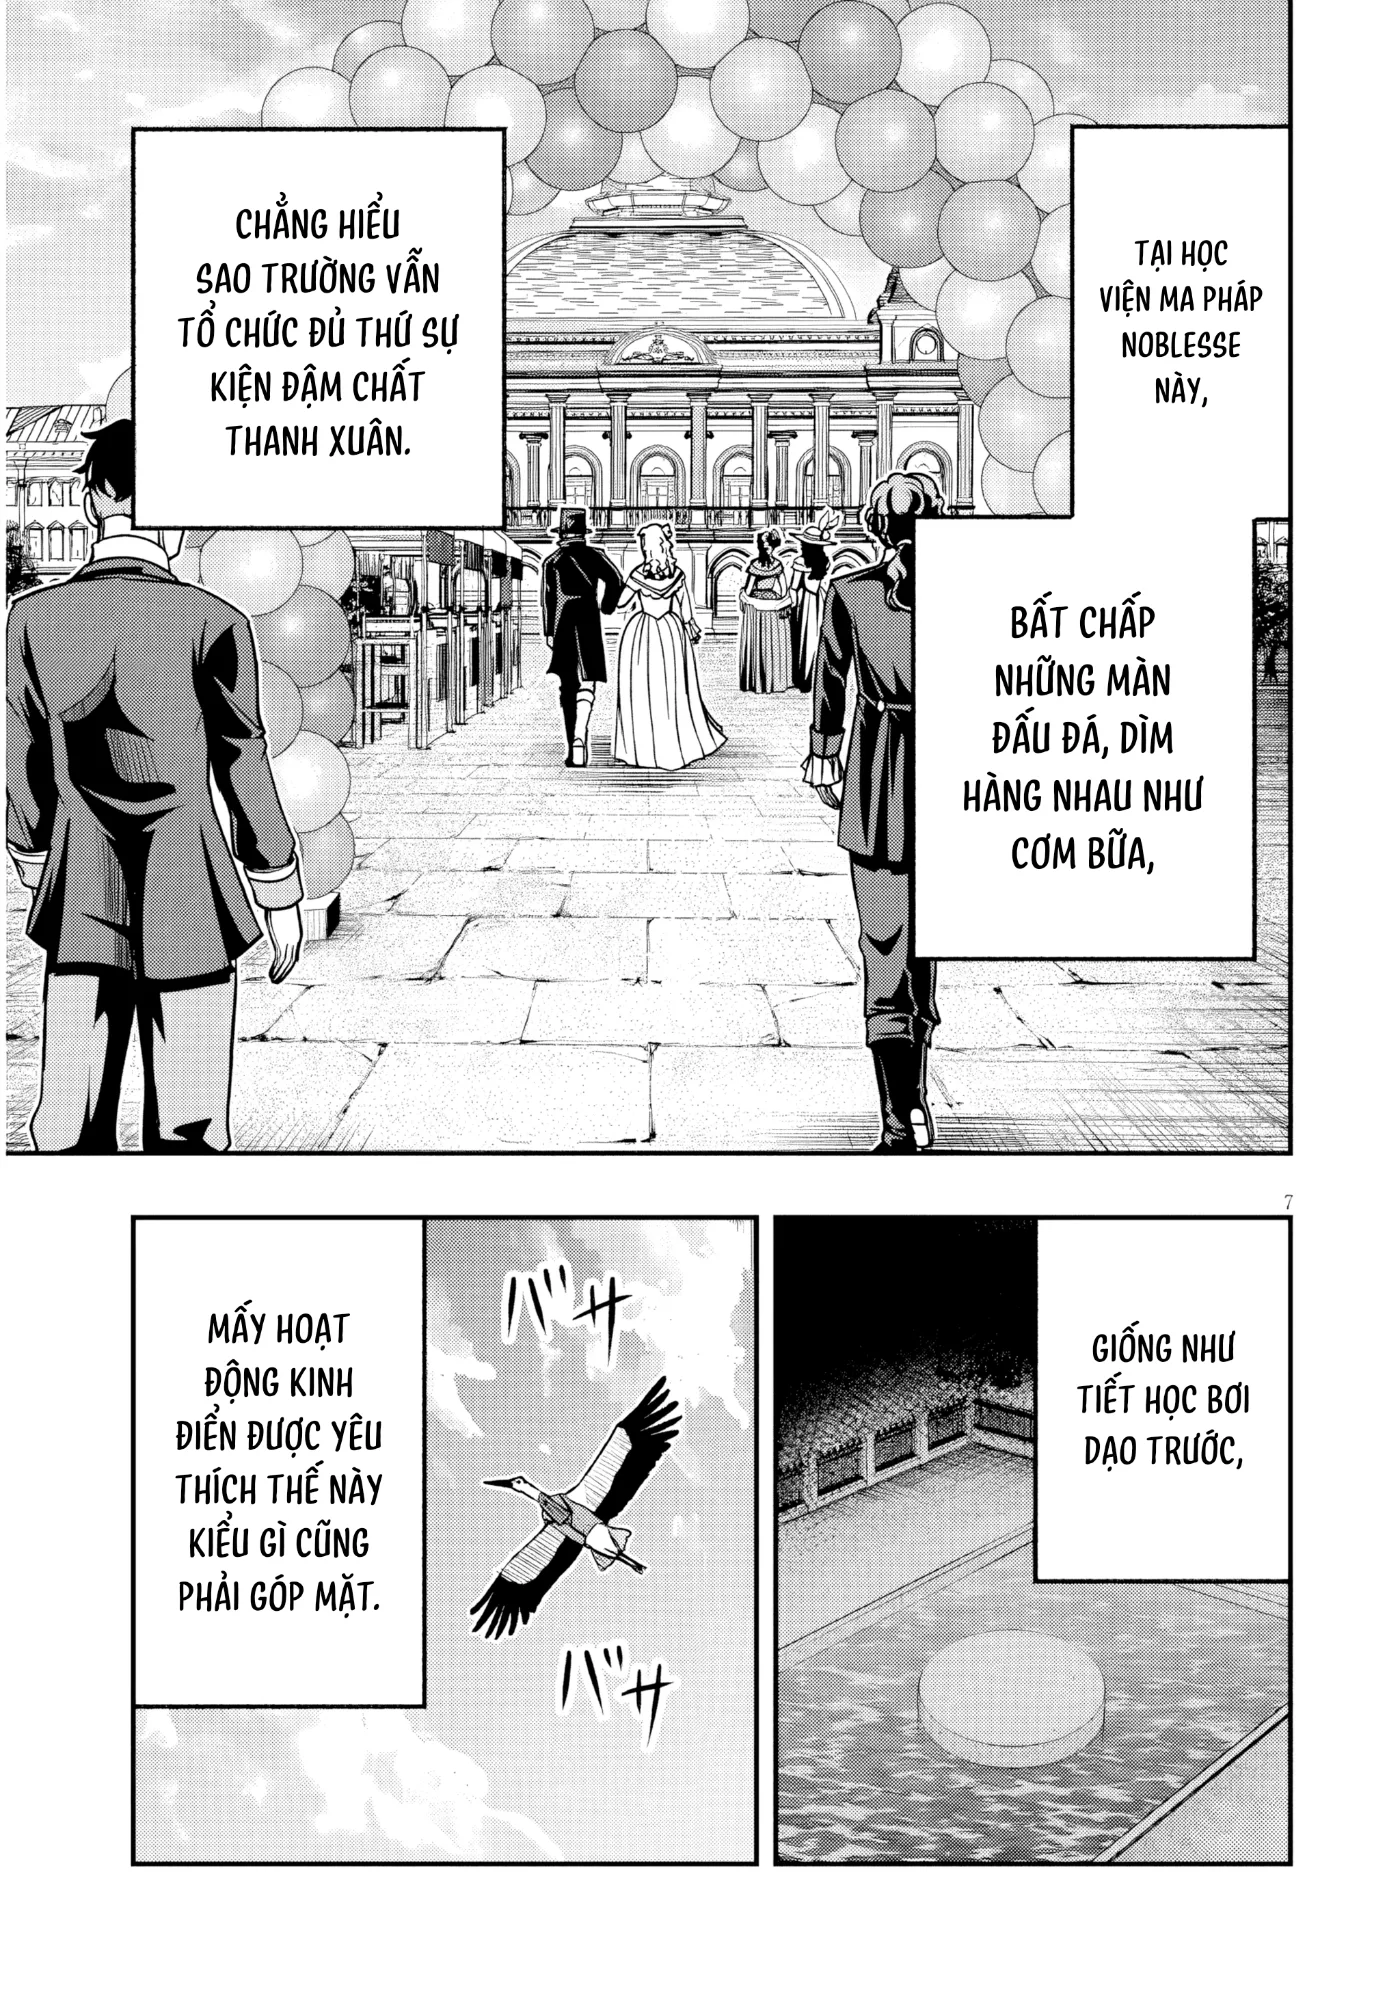 TẠI HỌC
VIỆN MA PHÁP
NOBLESSE
NÀY,
BẤT CHẤP
NHỮNG MÀN
ĐẤU ĐÁ, DÌM
HÀNG NHAU NHƯ
CƠM BỮA,
CHẲNG HIỂU
SAO TRƯỜNG VẪN
TỔ CHỨC ĐỦ THỨ SỰ
KIỆN ĐẬM CHẤT
THANH XUÂN.
7
GIỐNG NHƯ
TIẾT HỌC BƠI
DẠO TRƯỚC,
バサ
バサ
MẤY HOẠT
ĐỘNG KINH
ĐIỂN ĐƯỢC YÊU
THÍCH THẾ NÀY
KIỂU GÌ CŨNG
PHẢI GÓP MẶT.